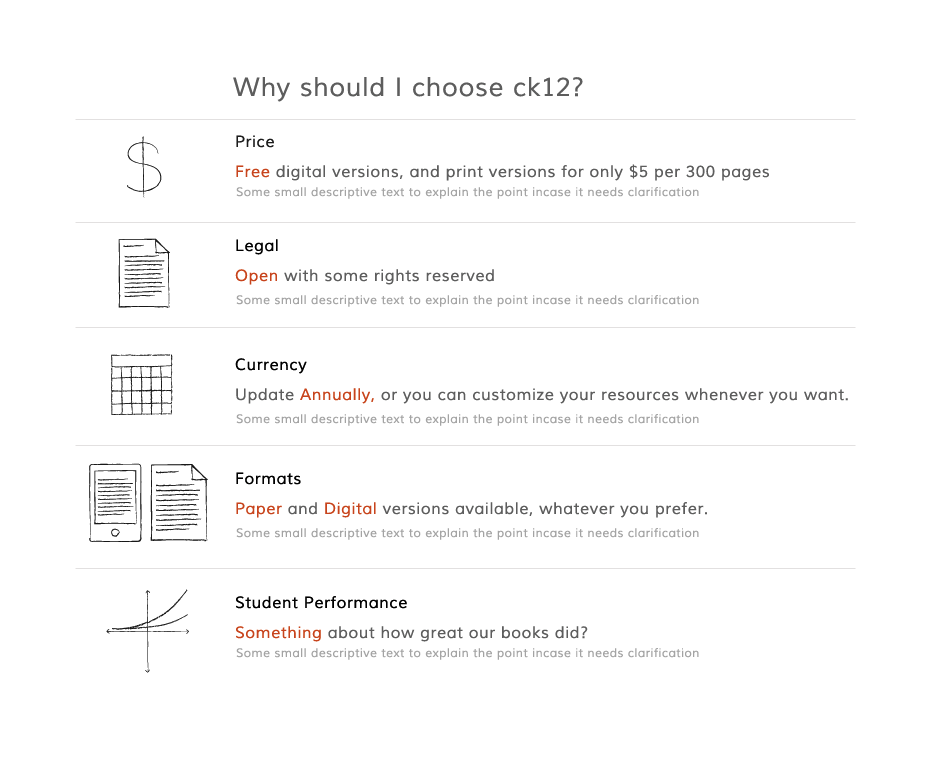 Why should I choose ck12?
Price
Free digital versions, and print versions for only $5 per 300 pages
Some small descriptive text to explain the point incase it needs clarification
Legal
Open with some rights reserved
Some small descriptive text to explain the point incase it needs clarification
Currency
Update Annually, or you can customize your resources whenever you want.
Some small descriptive text to explain the point incase it needs clarification
Formats
Paper and Digital versions available, whatever you prefer.
Some small descriptive text to explain the point incase it needs clarification
Student Performance
Something about how great our books did?
Some small descriptive text to explain the point incase it needs clarification